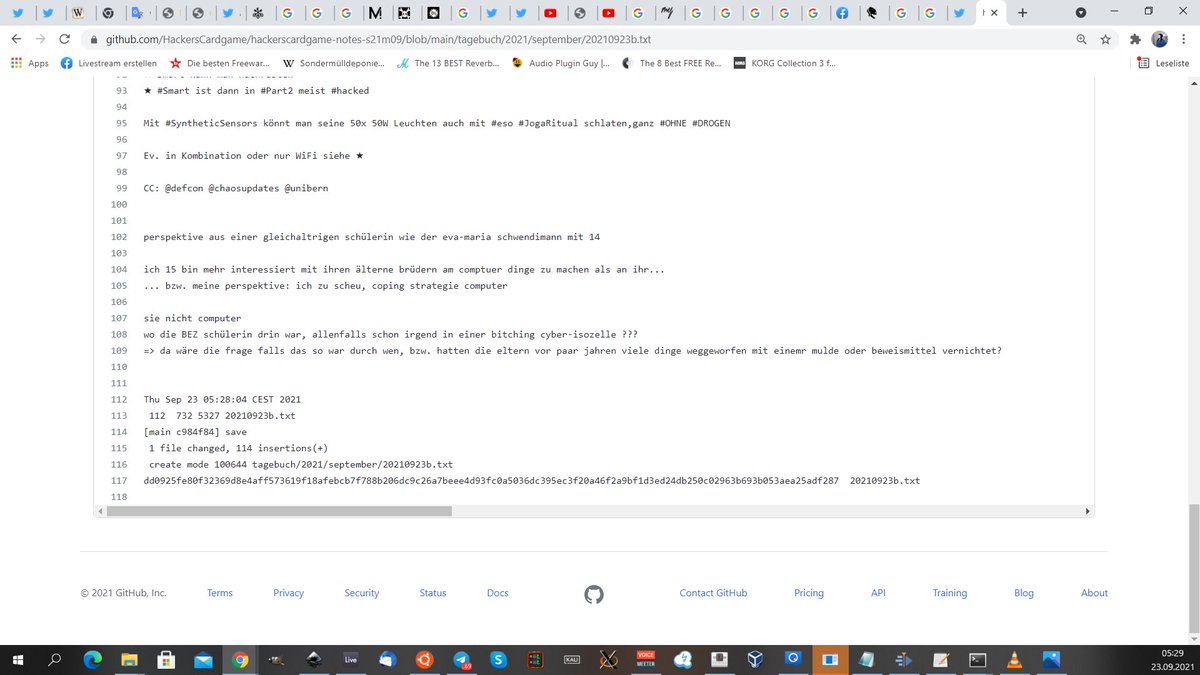 github.com/HackersCardgame/hackerscardgame-notes-s21m09/blob/main/tagebuch/2021/september/20210923b.txt
Apps Livestream erstellen Die besten Freewar... Sondermülldeponie... The 13 BEST Reverb... Audio Plugin Guy |... The 8 Best FREE Re... KORG Collection 3 f... Leseliste
93 ★ #Smart ist dann in #Part2 meist #hacked
94
95 Mit #SyntheticSensors könnt man seine 50x 50W Leuchten auch mit #eso #JogaRitual schlaten,ganz #OHNE #DROGEN
96
97 Ev. in Kombination oder nur WiFi siehe ★
98
99 CC: @defcon @chaosupdates @unibern
100
101
102 perspektive aus einer gleichaltrigen schülerin wie der eva-maria schwendimann mit 14
103
104 ich 15 bin mehr interessiert mit ihren älterne brüdern am comptuer dinge zu machen als an ihr...
105 ... bzw. meine perspektive: ich zu scheu, coping strategie computer
106
107 sie nicht computer
108 wo die BEZ schülerin drin war, allenfalls schon irgend in einer bitching cyber-isozelle ???
109 => da wäre die frage falls das so war durch wen, bzw. hatten die eltern vor paar jahren viele dinge weggeworfen mit einemr mulde oder beweismittel vernichtet?
110
111
112 Thu Sep 23 05:28:04 CEST 2021
113 112 732 5327 20210923b.txt
114 [main c984f84] save
115 1 file changed, 114 insertions(+)
116 create mode 100644 tagebuch/2021/september/20210923b.txt
117 dd0925fe80f32369d8e4aff573619f18afebcb7f788b206dc9c26a7beee4d93fc0a5036dc395ec3f20a46f2a9bf1d3ed24db250c02963b693b053aea25adf287 20210923b.txt
118
© 2021 GitHub, Inc. Terms Privacy Security Status Docs Contact GitHub Pricing API Training Blog About
Live VOICE MEETER KALI 05:29
23.09.2021